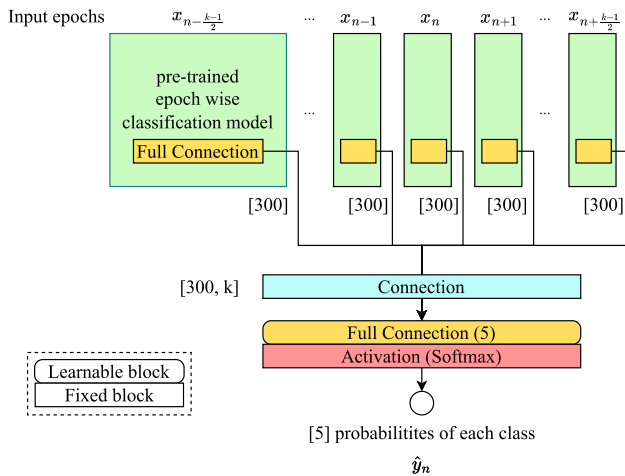 Input epochs x_{n-\frac{k-1}{2}} ... x_{n-1} x_n x_{n+1} ... x_{n+\frac{k-1}{2}}
pre-trained
epoch wise
classification model
... ...
Full Connection
[300] [300] [300] [300] [300]
[300, k] Connection
Full Connection (5)
Activation (Softmax)
Learnable block
Fixed block
[5] probabilitites of each class
ŷ_n